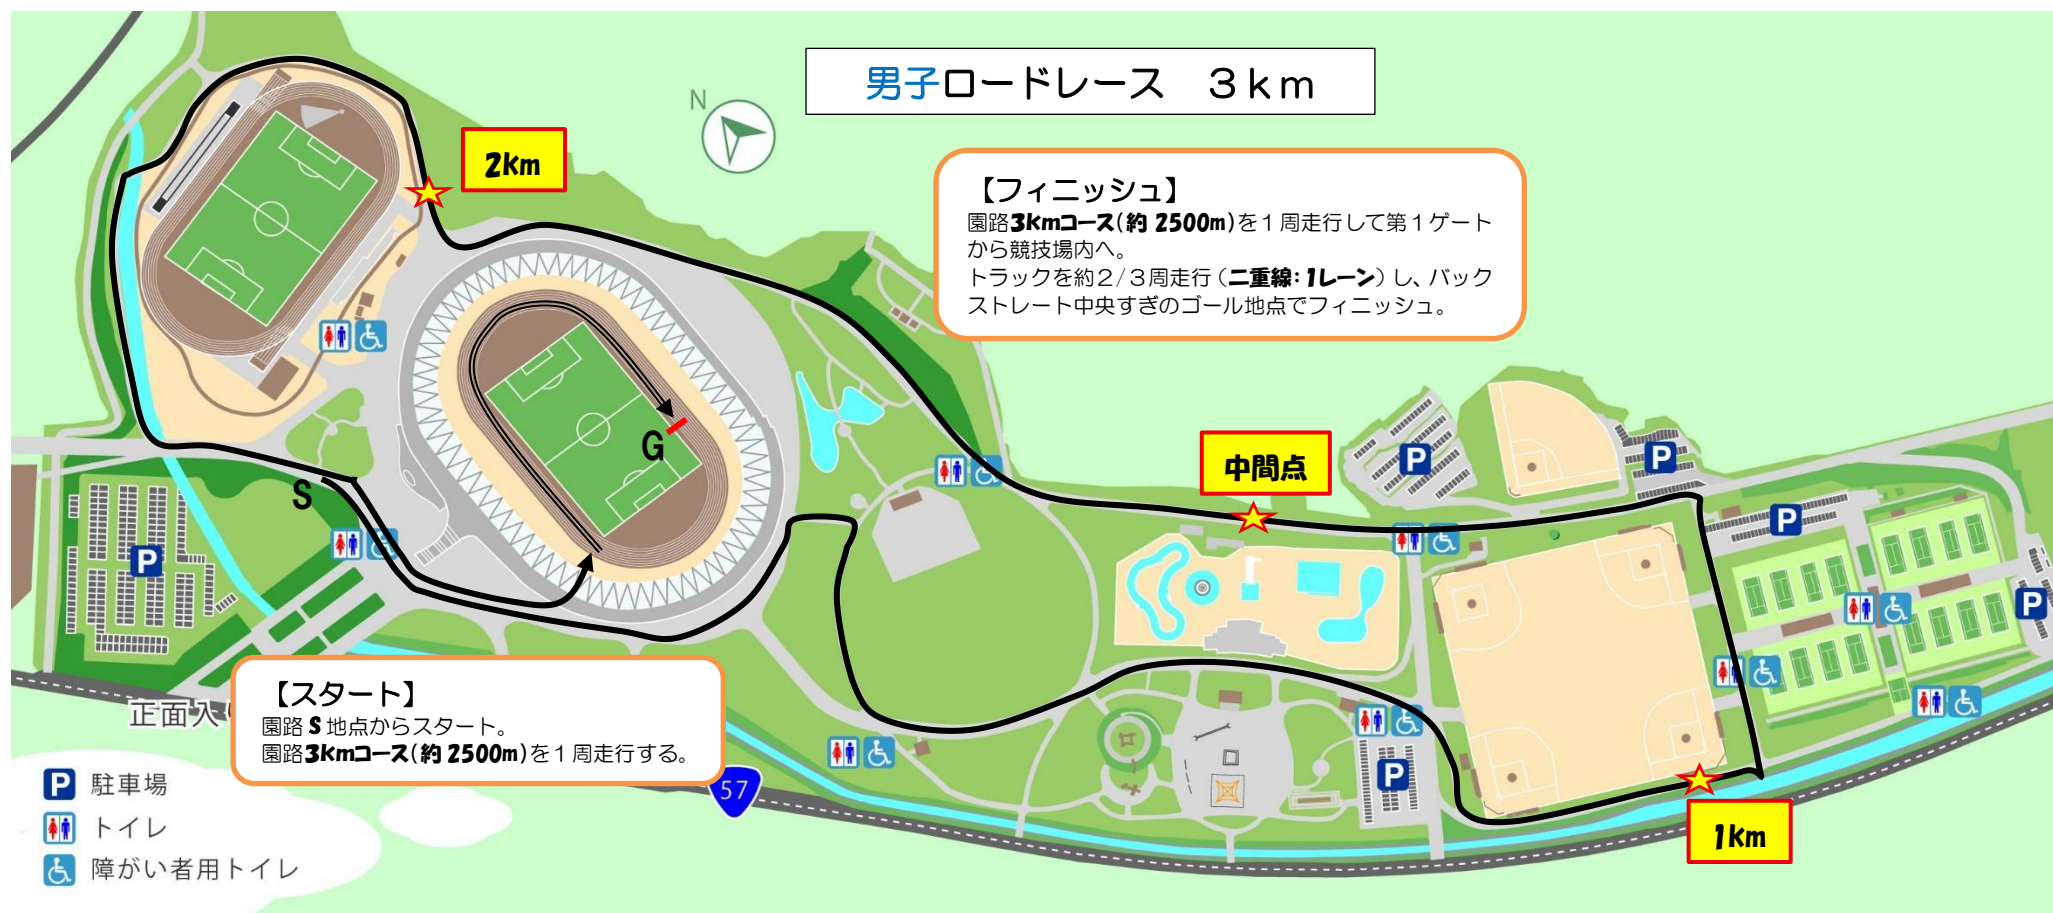 男子ロードレース　３ｋｍ
N
2km
【フィニッシュ】
園路3kmコース(約 2500m)を１周走行して第１ゲート
から競技場内へ。
トラックを約２/３周走行（二重線：1レーン）し、バック
ストレート中央すぎのゴール地点でフィニッシュ。
中間点
P
P
P
P
P
P
G
S
1km
正面入
【スタート】
園路 S 地点からスタート。
園路3kmコース(約 2500m)を１周走行する。
57
P 駐車場
トイレ
障がい者用トイレ